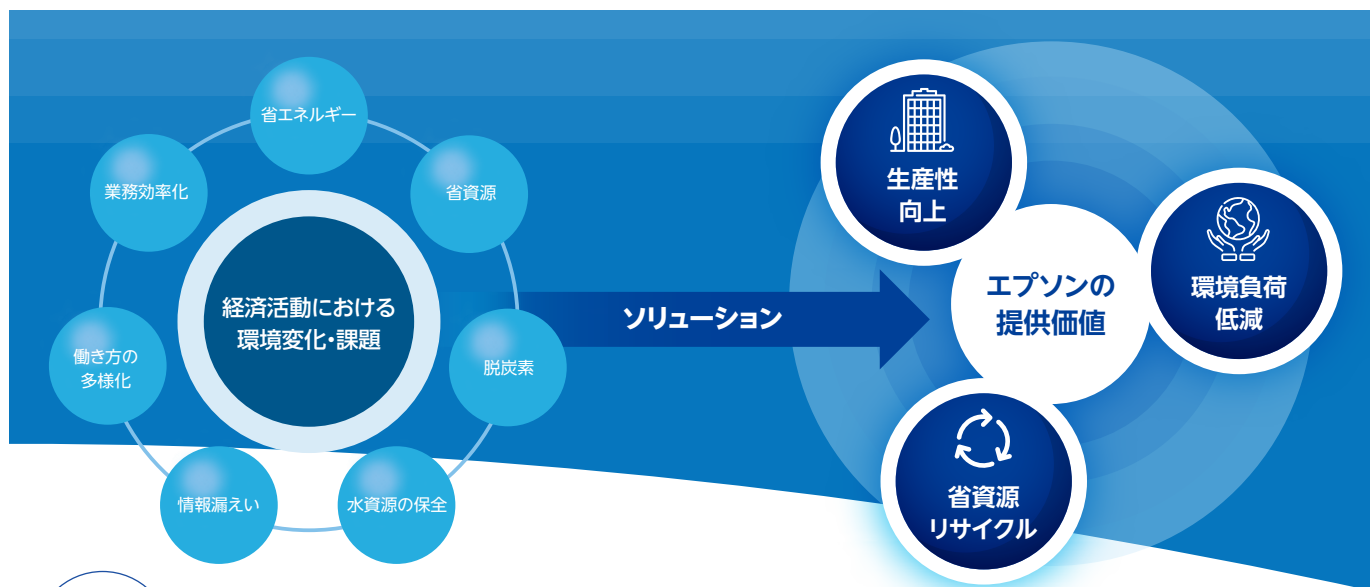 省エネルギー
省資源
脱炭素
水資源の保全
情報漏えい
働き方の
多様化
業務効率化
経済活動における
環境変化・課題
ソリューション
エプソンの
提供価値
生産性
向上
環境負荷
低減
省資源
リサイクル